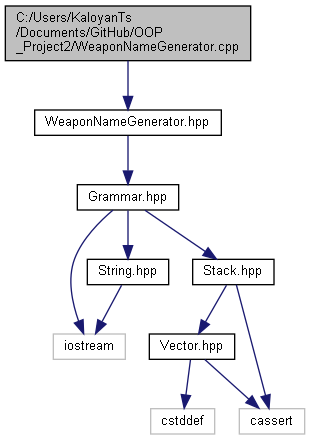 C:/Users/KaloyanTs
/Documents/GitHub/OOP
_Project2/WeaponNameGenerator.cpp
WeaponNameGenerator.hpp
Grammar.hpp
String.hpp
Stack.hpp
iostream
Vector.hpp
cstddef
cassert